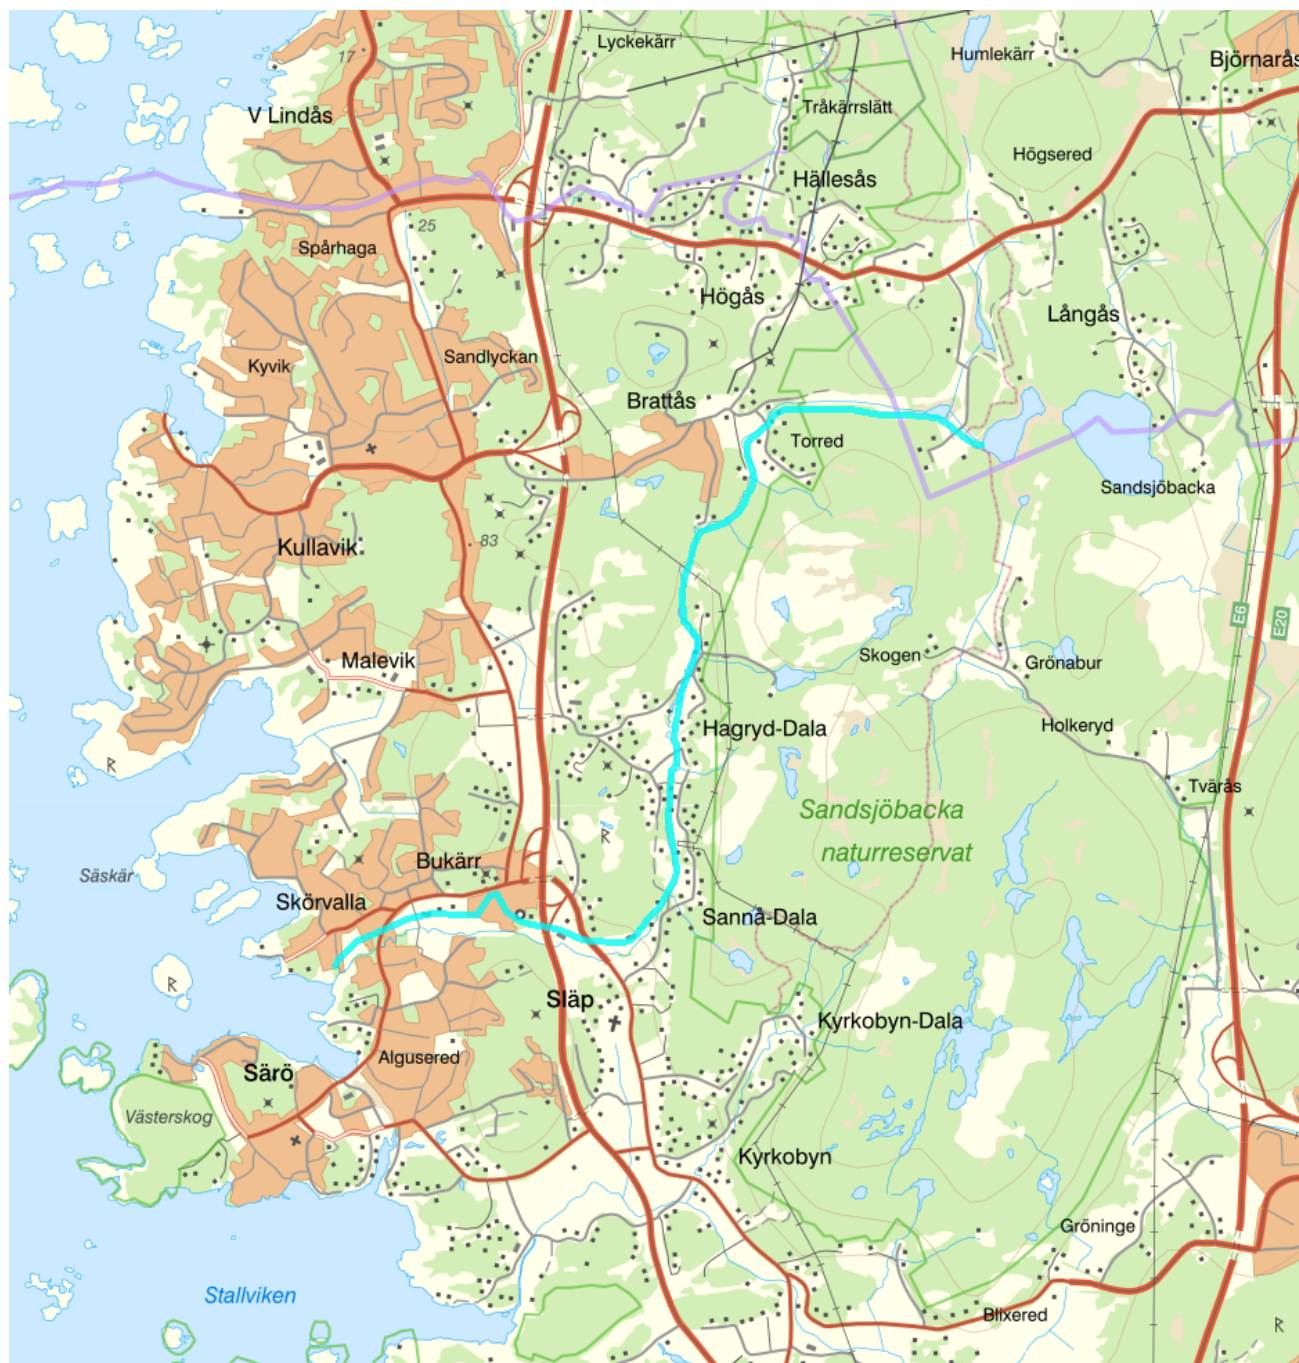 Lyckekärr
Humlekärr
Björnarås
17
V Lindås
Tråkärrslätt
Högsered
Hällesås
25
Spårhaga
Högås
Långås
Sandlyckan
Kyvik
Brattås
Torred
Sandsjöbacka
Kullavik
83
E6
E20
Malevik
Skogen
Grönabur
Hagryd-Dala
Holkeryd
R
Tvärås
Sandsjöbacka
naturreservat
R
Bukärr
Säskär
Skörvalla
Sannå-Dala
R
Släp
Kyrkobyn-Dala
Särö
Algusered
Västerskog
Kyrkobyn
Gröninge
Stallviken
Blixered
R